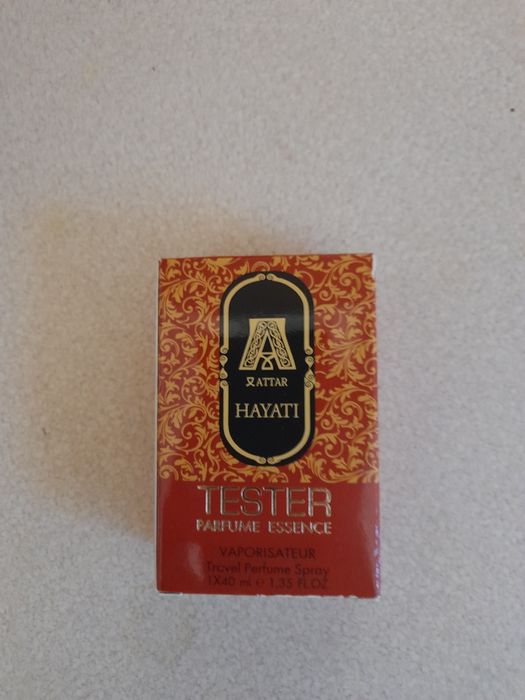 A
ATTAR
HAYATI
TESTER
PARFUME ESSENCE
VAPORISATEUR
Travel Perfume Spray
1X40 ml e 1,35 FL.OZ